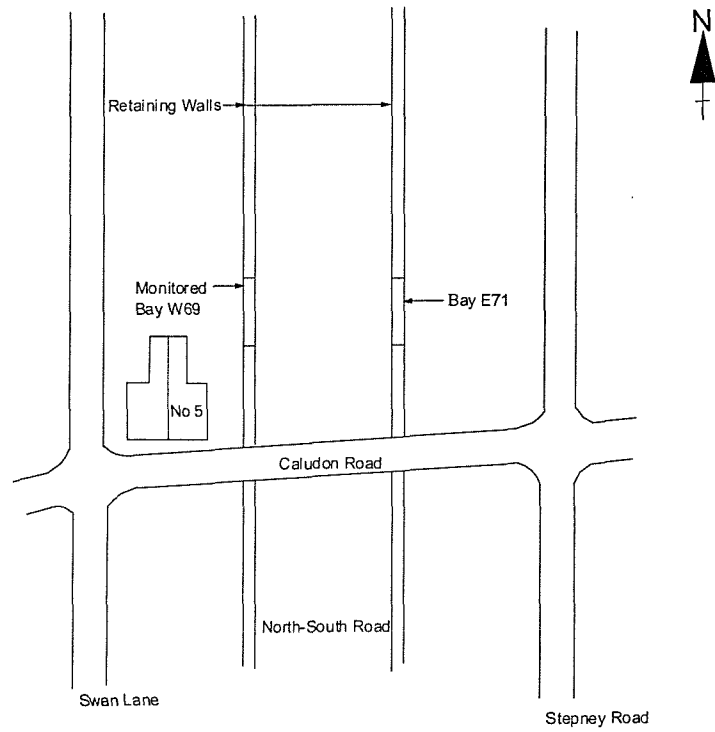 N
Retaining Walls
Monitored
Bay W69
Bay E71
No 5
Caludon Road
North-South Road
Swan Lane
Stepney Road